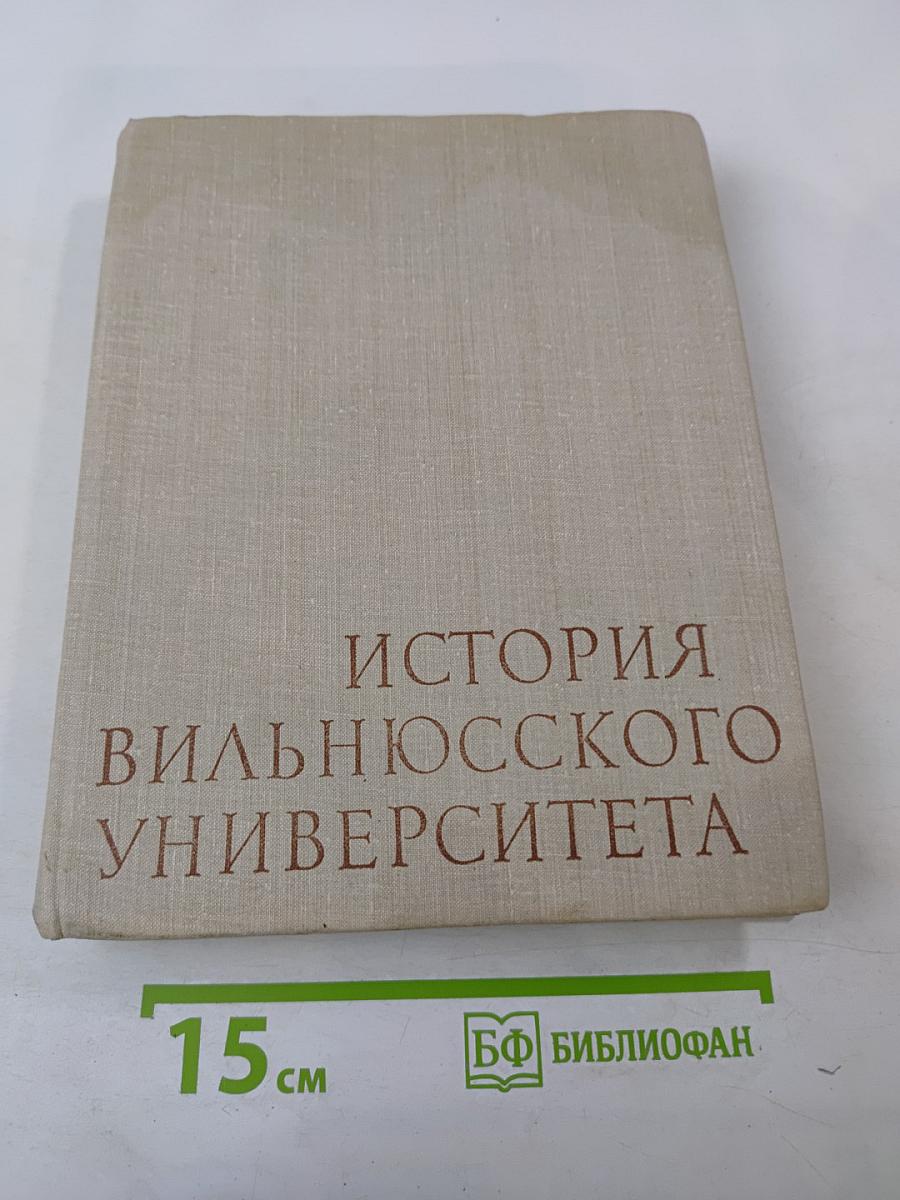 ИСТОРИЯ
ВИЛЬНЮССКОГО
УНИВЕРСИТЕТА
15 см
БФ БИБЛИОФАН